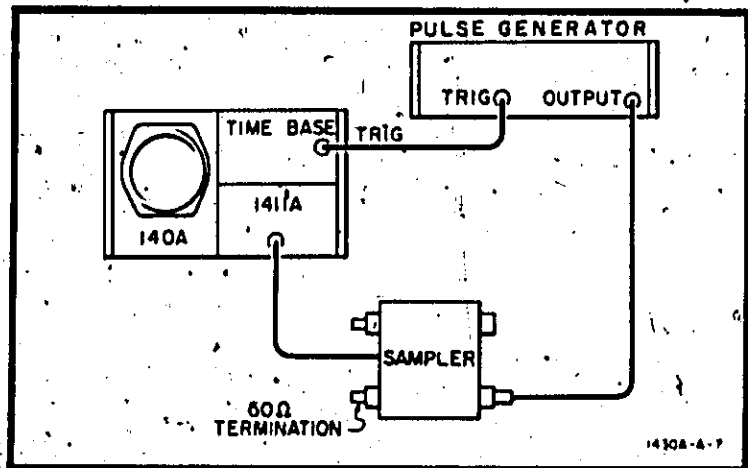 PULSE GENERATOR
TRIG OUTPUT
TIME BASE
TRIG
1411A
140A
SAMPLER
50Ω
TERMINATION
1430A-A-7